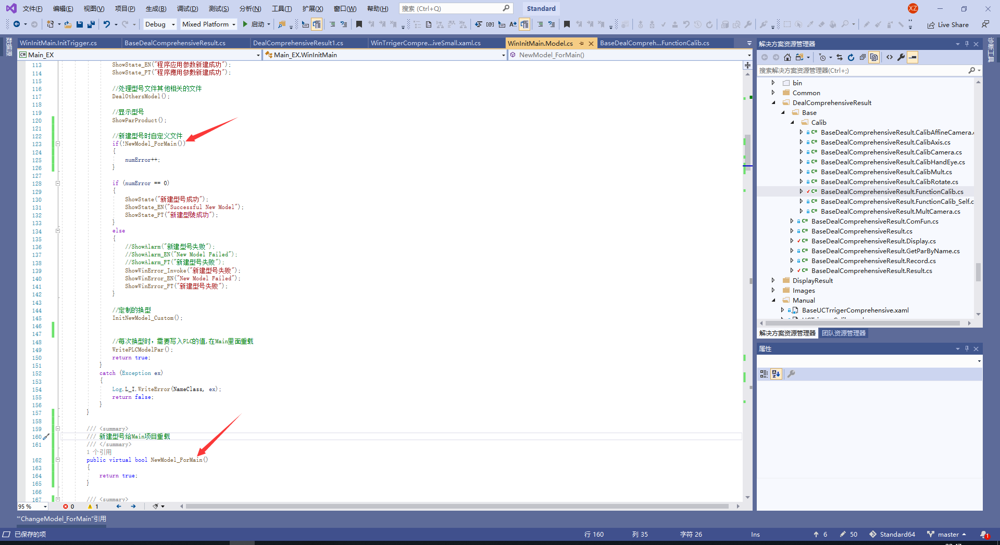 文件(F) 编辑(E) 视图(V) 项目(P) 生成(B) 调试(D) 测试(S) 分析(N) 工具(T) 扩展(X) 窗口(W) 帮助(H) 搜索 (Ctrl+Q) Standard XZ
Debug Mixed Platform 启动 Live Share
数据源
WinInitMain.InitTrigger.cs BaseDealComprehensiveResult.cs DealComprehensiveResult1.cs WinTrrigerCompre...iveSmall.xaml.cs WinInitMain.Model.cs BaseDealCompreh...FunctionCalib.cs
Main_EX Main_EX.WinInitMain NewModel_ForMain()
113 ShowState_EN("程序应用参数新建成功");
114 ShowState_FT("程序應用參數新建成功");
115
116 //处理型号文件其他相关的文件
117 DealOthersModel();
118
119 //显示型号
120 ShowParProduct();
121
122 //新建型号时自定义文件
123 if(!NewModel_ForMain())
124 {
125 numError++;
126 }
127
128 if (numError == 0)
129 {
130 ShowState("新建型号成功");
131 ShowState_EN("Successful New Model");
132 ShowState_FT("新建型號成功");
133 }
134 else
135 {
136 //ShowAlarm("新建型号失败");
137 //ShowAlarm_EN("New Model Failed");
138 //ShowAlarm_FT("新建型号失败");
139 ShowWinError_Invoke("新建型号失败");
140 ShowWinError_EN("New Model Failed");
141 ShowWinError_FT("新建型号失败");
142 }
143
144 //定制的换型
145 InitNewModel_Custom();
146
147
148 //每次换型时，需要写入PLC的值,在Main里面重载
149 WritePLCModelPar();
150 return true;
151 }
152 catch (Exception ex)
153 {
154 Log.L_I.WriteError(NameClass, ex);
155 return false;
156 }
157 }
158
159 /// <summary>
160 /// 新建型号给Main项目重载
161 /// </summary>
1 个引用
162 public virtual bool NewModel_ForMain()
163 {
164 return true;
165 }
166
167 /// <summary>
95 % 0 1
"“ChangeModel_ForMain”引用
已保存的项 行 160 列 35 字符 26 Ins 6 50 Standard64 master 1
解决方案资源管理器
搜索解决方案资源管理器(Ctrl+;)
bin
Common
DealComprehensiveResult
Base
Calib
BaseDealComprehensiveResult.CalibAffineCamera.
C# BaseDealComprehensiveResult.CalibAxis.cs
C# BaseDealComprehensiveResult.CalibCamera.cs
C# BaseDealComprehensiveResult.CalibHandEye.cs
C# BaseDealComprehensiveResult.CalibMult.cs
C# BaseDealComprehensiveResult.CalibRotate.cs
C# BaseDealComprehensiveResult.FunctionCalib.cs
C# BaseDealComprehensiveResult.FunctionCalib_Self.c
C# BaseDealComprehensiveResult.MultCamera.cs
C# BaseDealComprehensiveResult.ComFun.cs
C# BaseDealComprehensiveResult.cs
C# BaseDealComprehensiveResult.Display.cs
C# BaseDealComprehensiveResult.GetParByName.cs
C# BaseDealComprehensiveResult.Record.cs
C# BaseDealComprehensiveResult.Result.cs
DisplayResult
Images
Manual
BaseUCTrrigerComprehensive.xaml
解决方案资源管理器 团队资源管理器
属性
诊断工具